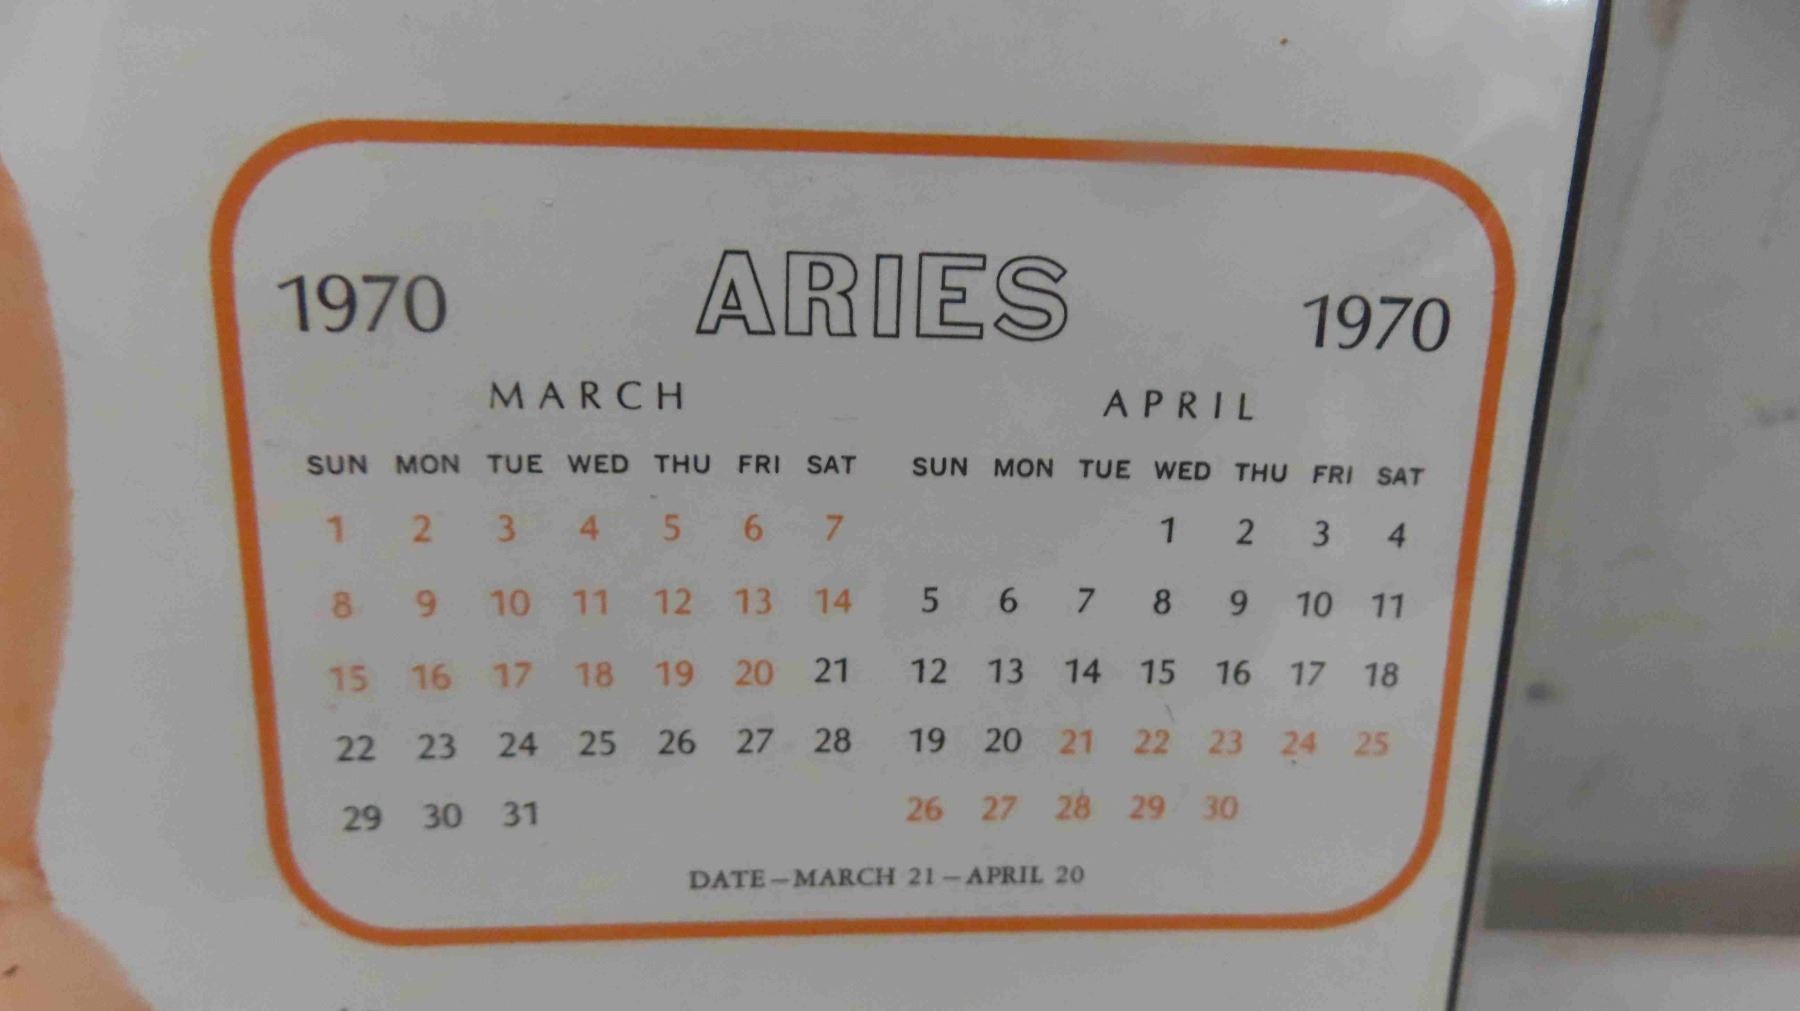 1970 ARIES 1970
MARCH
SUN MON TUE WED THU FRI SAT
1 2 3 4 5 6 7
8 9 10 11 12 13 14
15 16 17 18 19 20 21
22 23 24 25 26 27 28
29 30 31
APRIL
SUN MON TUE WED THU FRI SAT
1 2 3 4
5 6 7 8 9 10 11
12 13 14 15 16 17 18
19 20 21 22 23 24 25
26 27 28 29 30
DATE—MARCH 21—APRIL 20